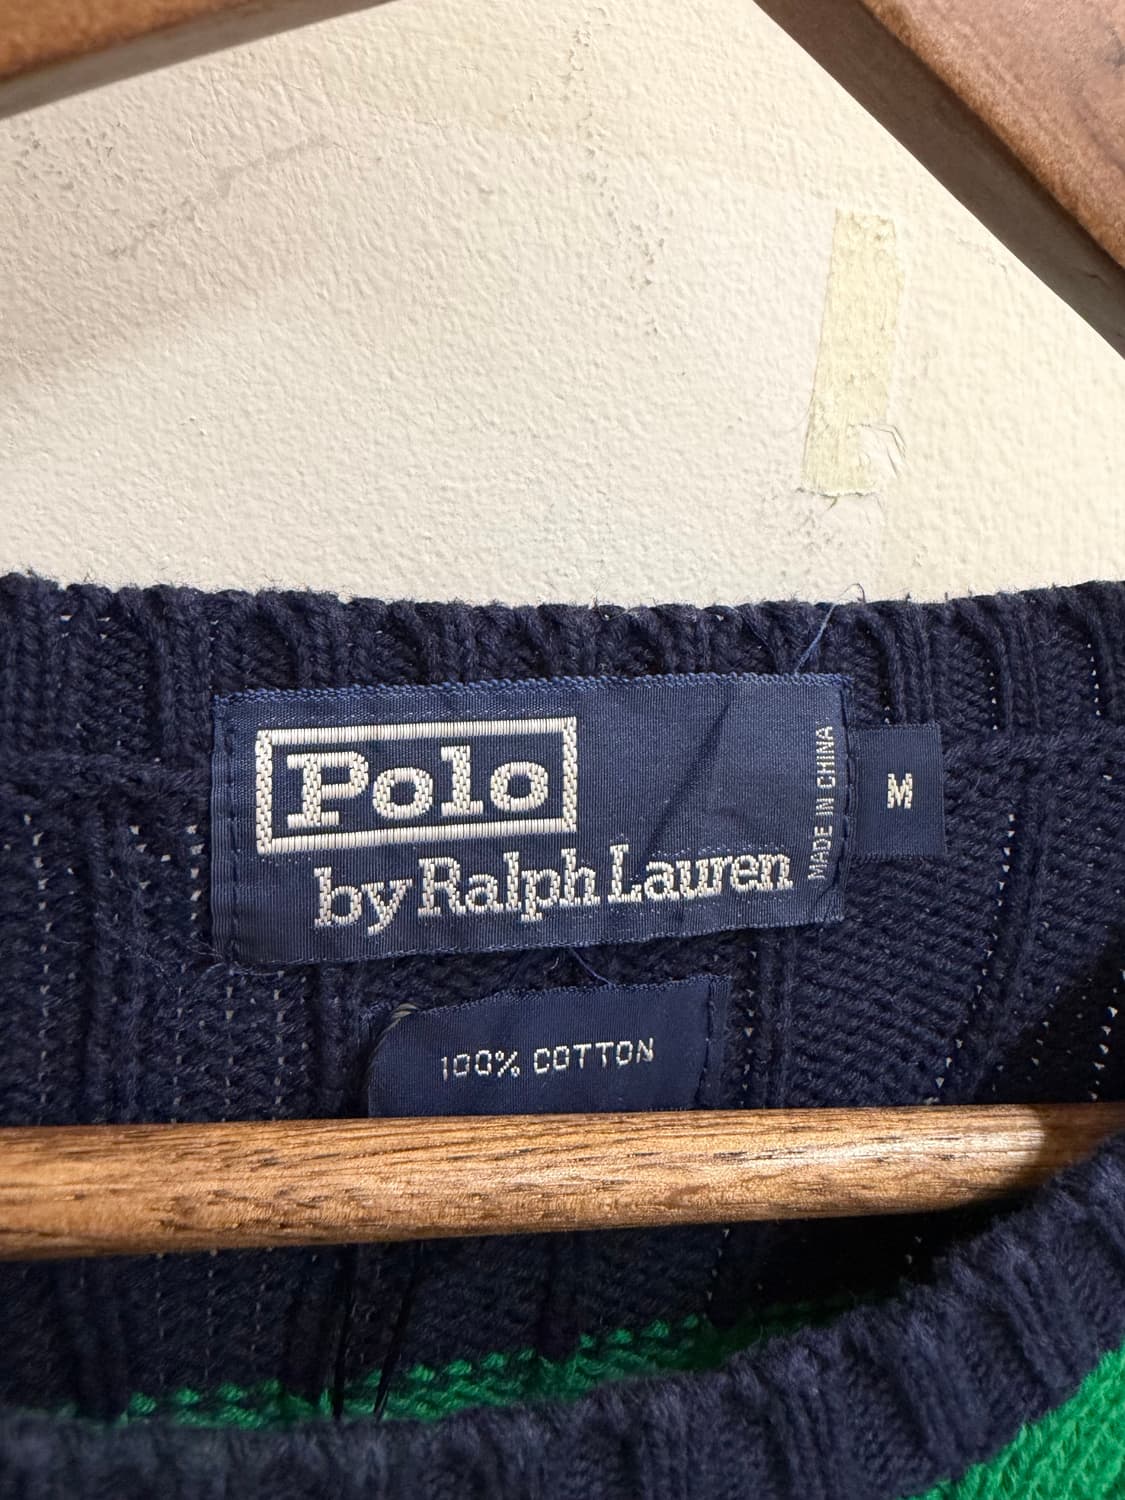 Polo
by Ralph Lauren
MADE IN CHINA
M
100% COTTON